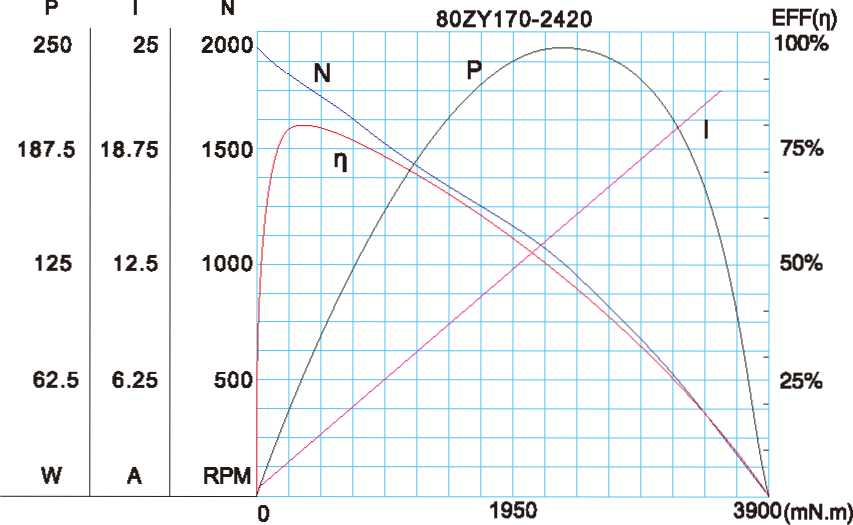 P I N 80ZY170-2420 EFF(η)
250 25 2000 100%
N P
I
187.5 18.75 1500 η 75%
125 12.5 1000 50%
62.5 6.25 500 25%
W A RPM
0 1950 3900 (mN.m)